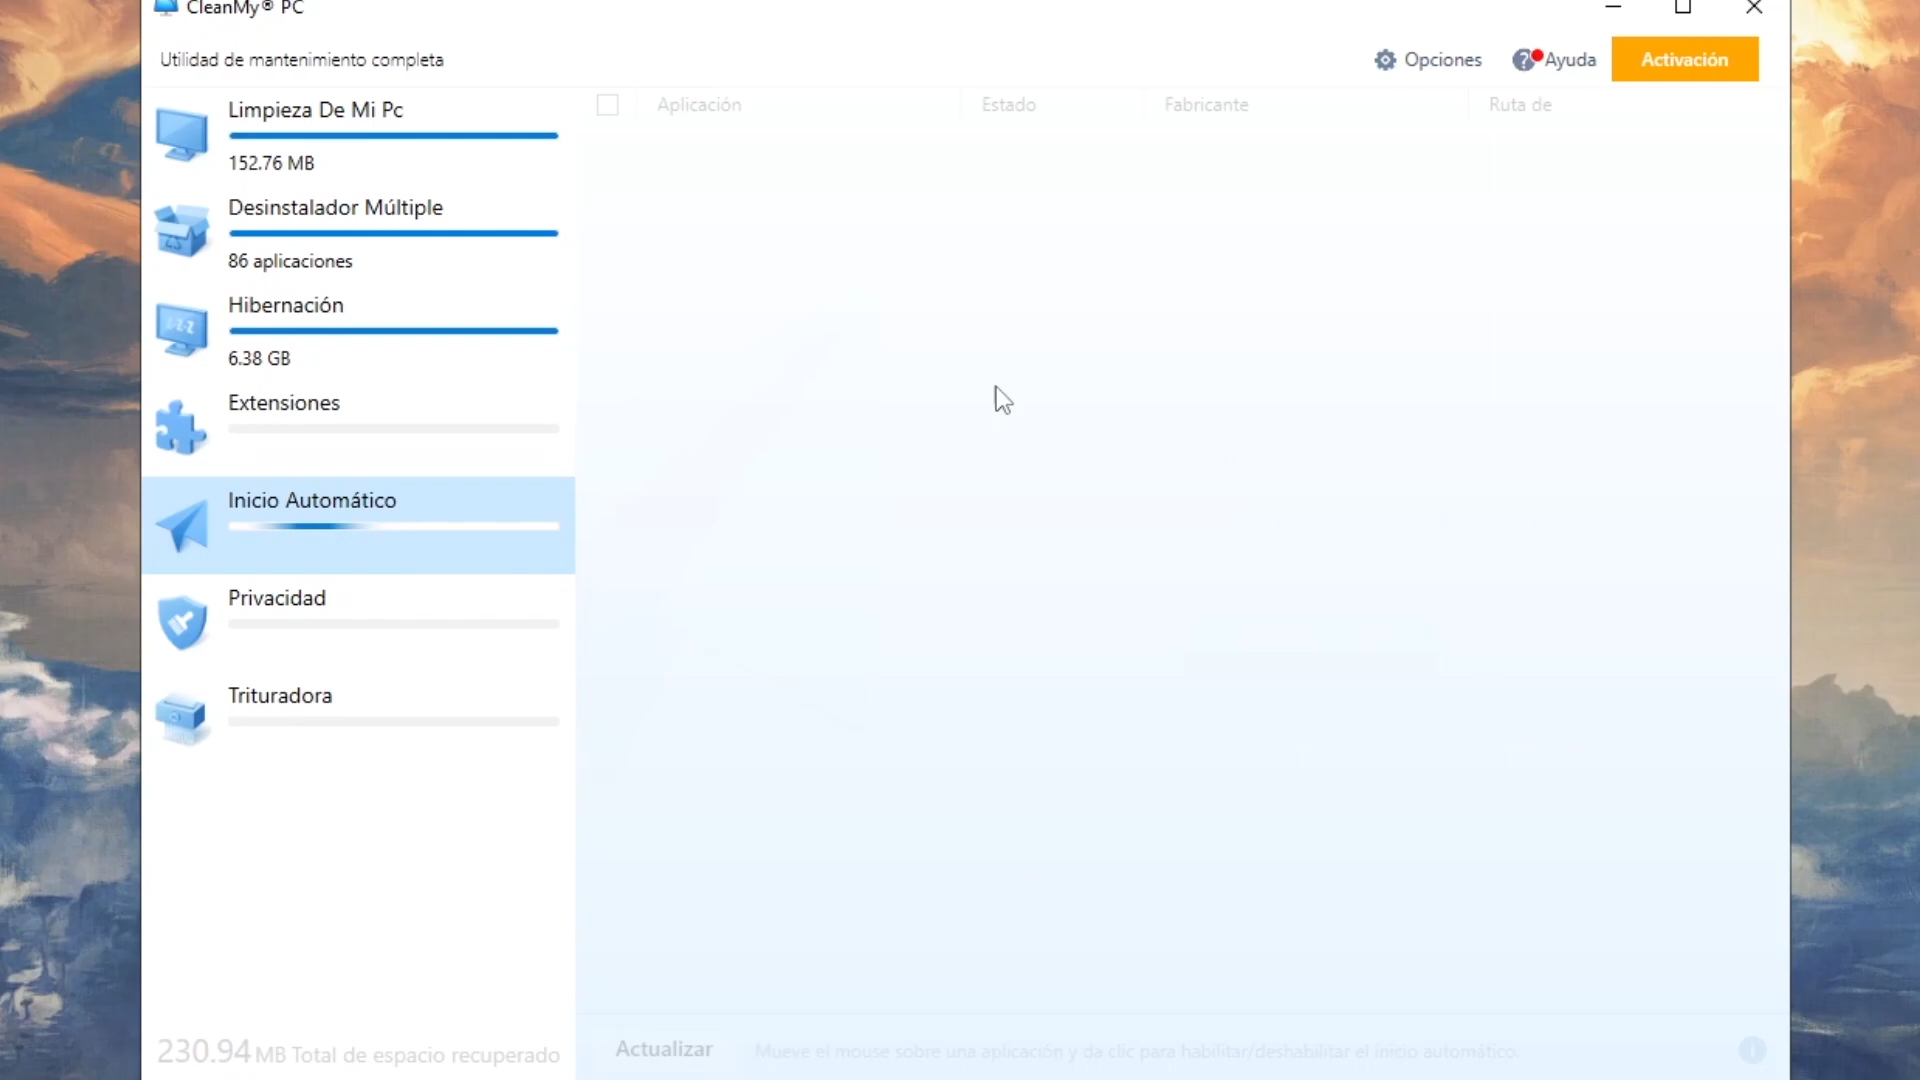 CleanMy® PC
Utilidad de mantenimiento completa
Opciones
Ayuda
Activación
Limpieza De Mi Pc
152.76 MB
Desinstalador Múltiple
86 aplicaciones
Hibernación
Z-Z
6.38 GB
Extensiones
Inicio Automático
Privacidad
Trituradora
230.94 MB Total de espacio recuperado
Aplicación
Estado
Fabricante
Ruta de
Actualizar
Mueve el mouse sobre una aplicación y da clic para habilitar/deshabilitar el inicio automático.